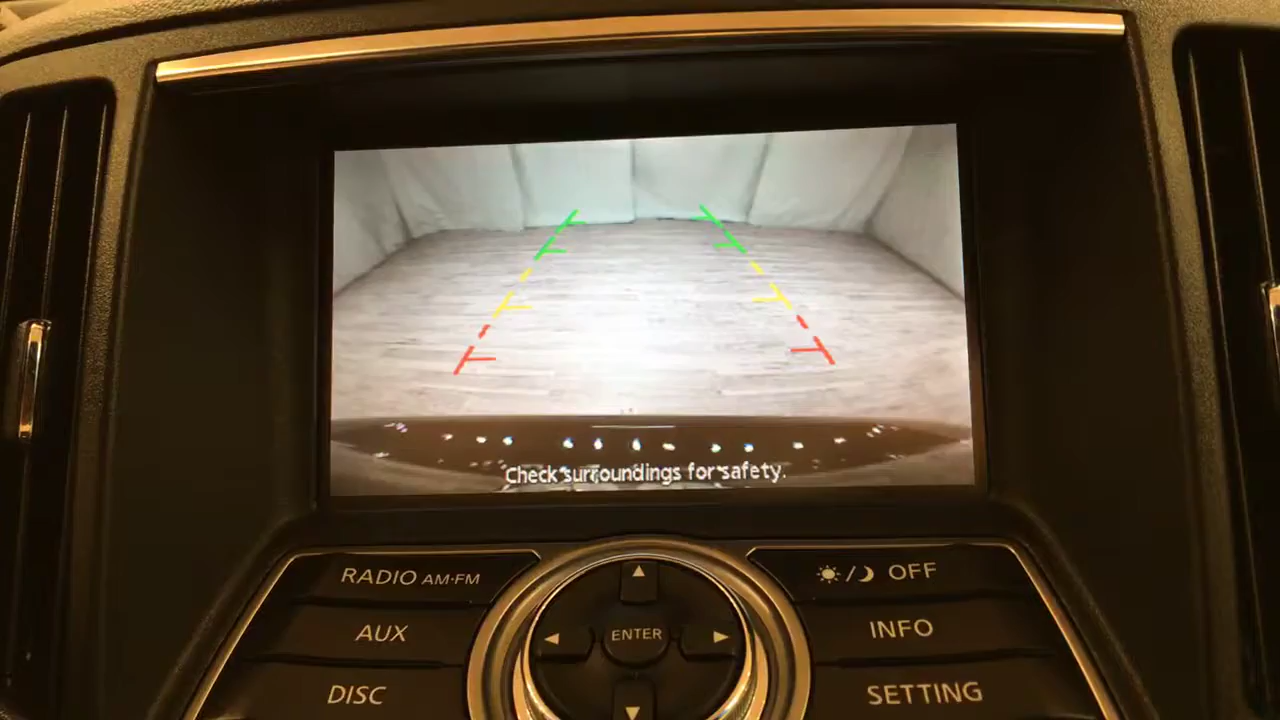 Check surroundings for safety.
RADIO AM·FM
OFF
AUX
ENTER
INFO
DISC
SETTING